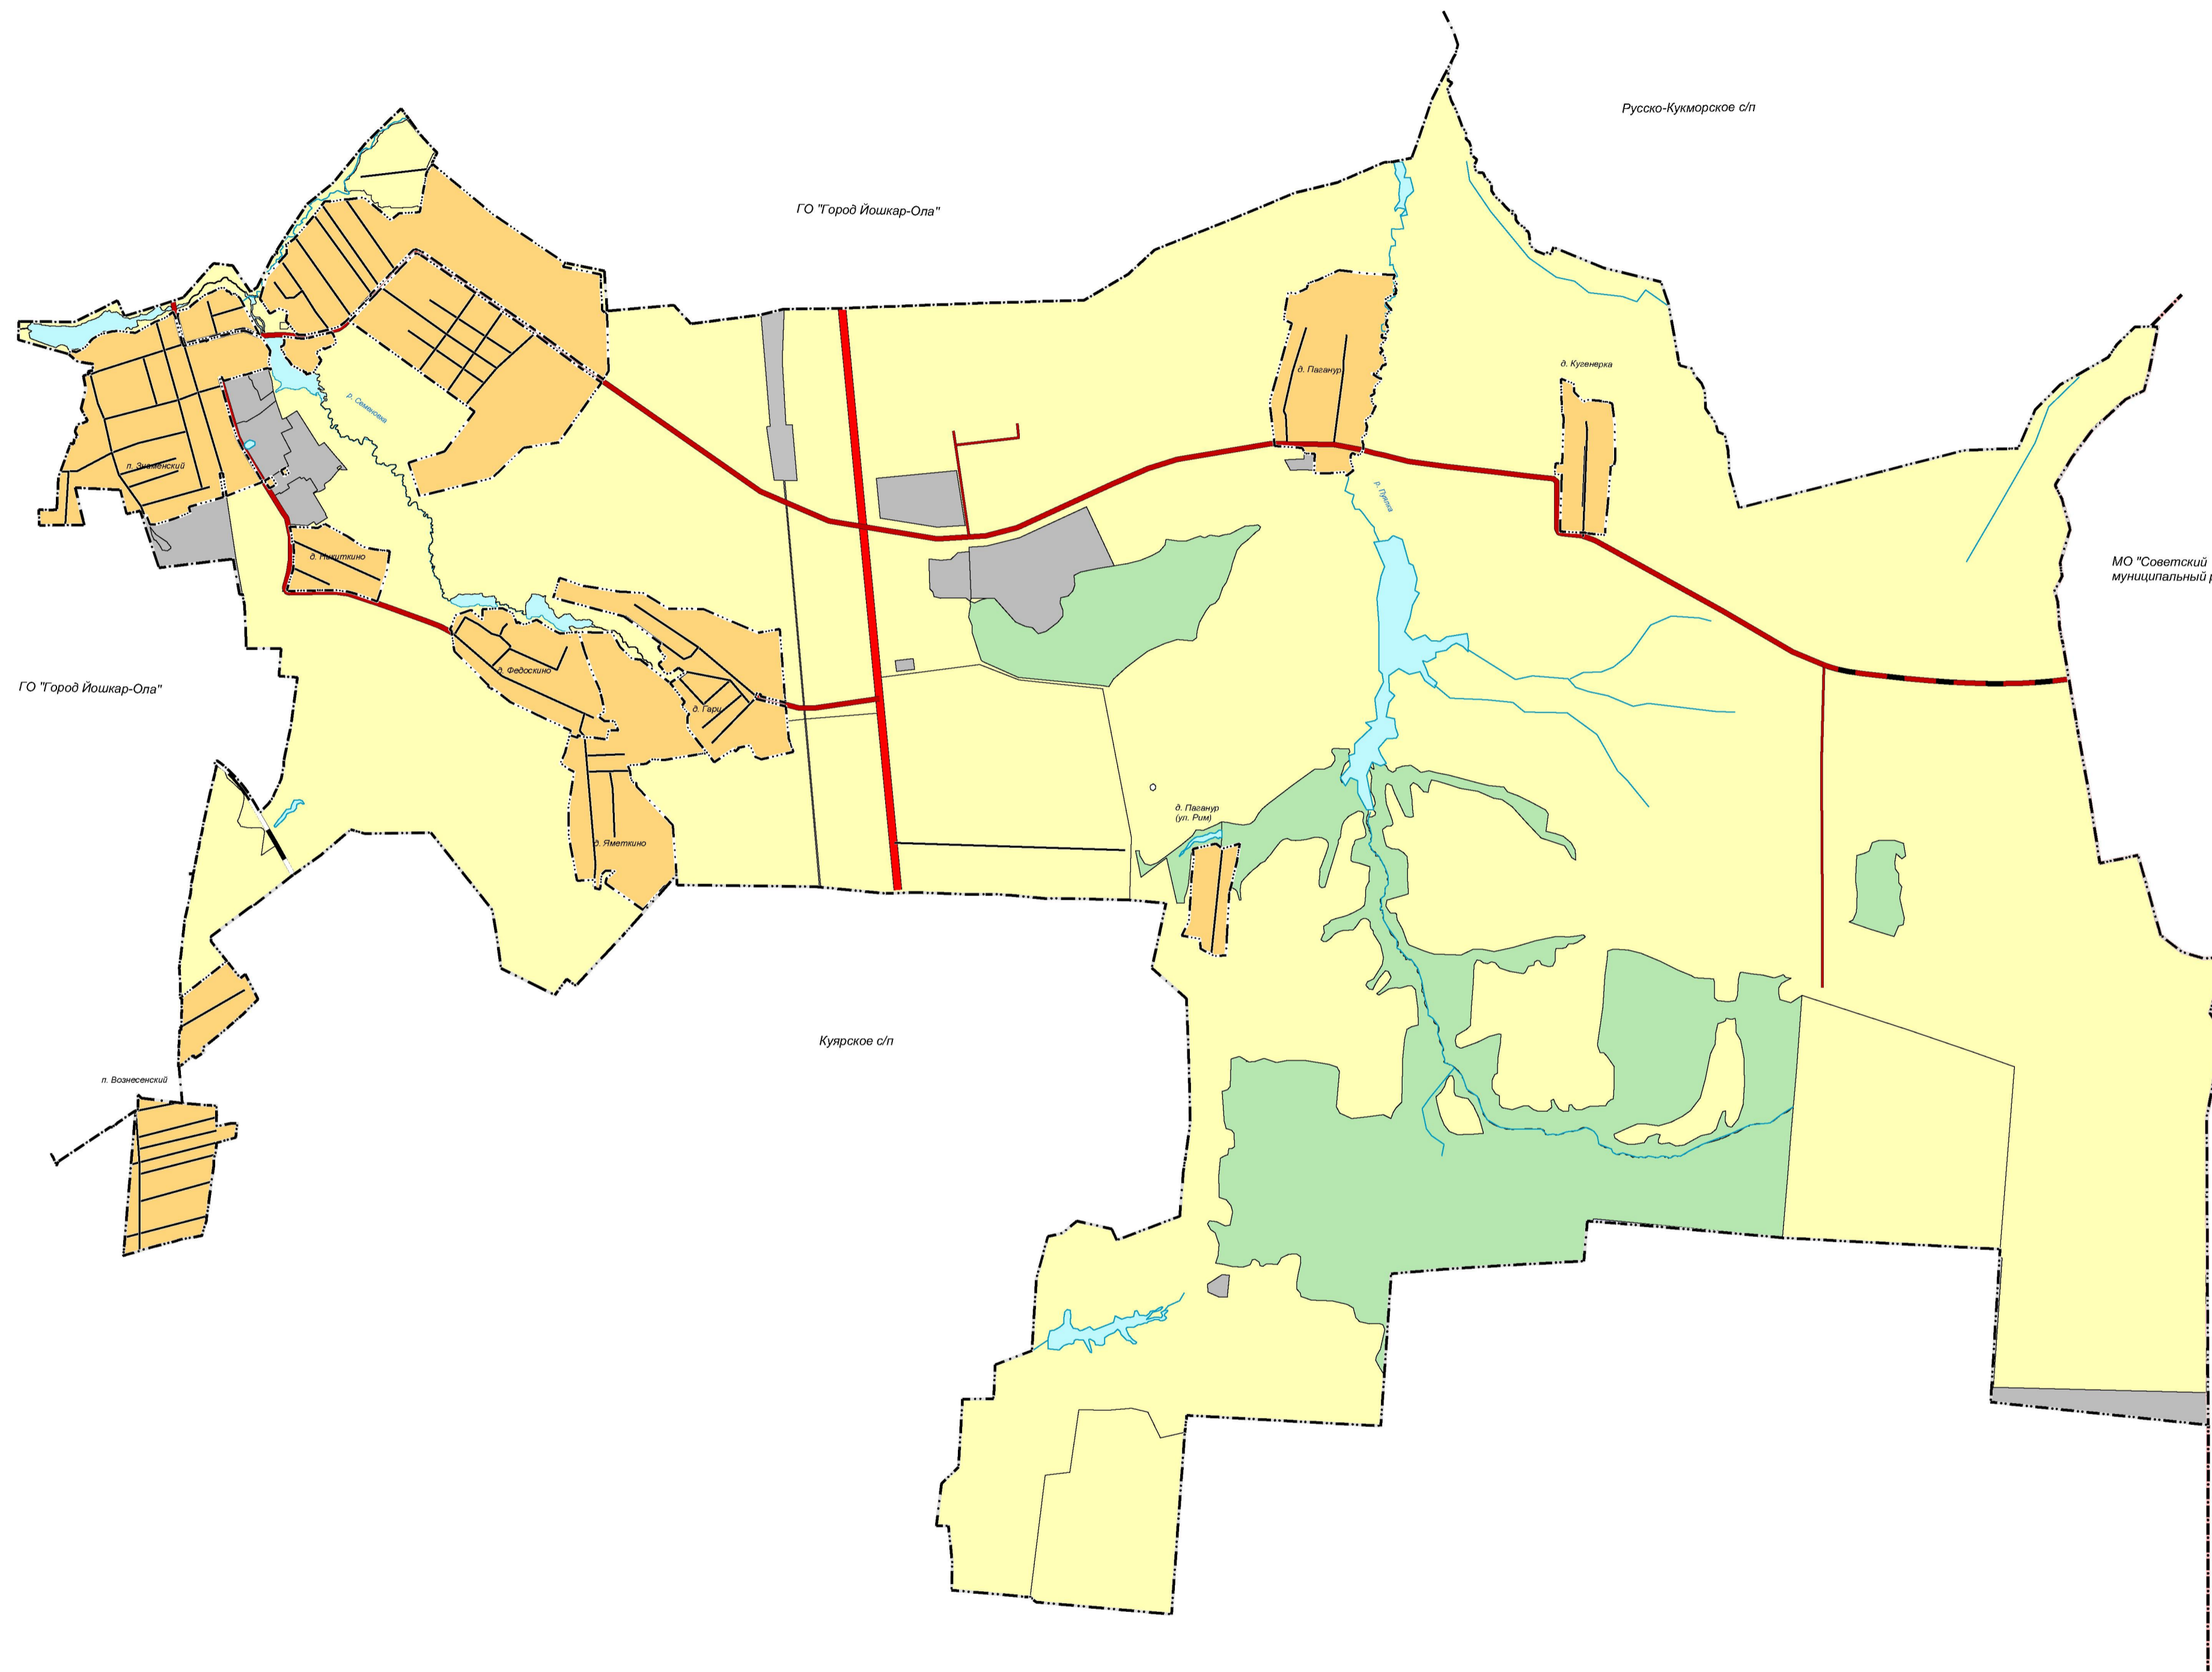 Русско-Кукморское с/п
ГО "Город Йошкар-Ола"
д. Паганур
д. Кугенерка
р. Семеновка
п. Знаменский
р. Пуялка
д. Никиткино
МО "Советский
муниципальный р
д. Федоскино
ГО "Город Йошкар-Ола"
д. Гари
д. Паганур
(ул. Рим)
д. Яметкино
Куярское с/п
п. Вознесенский